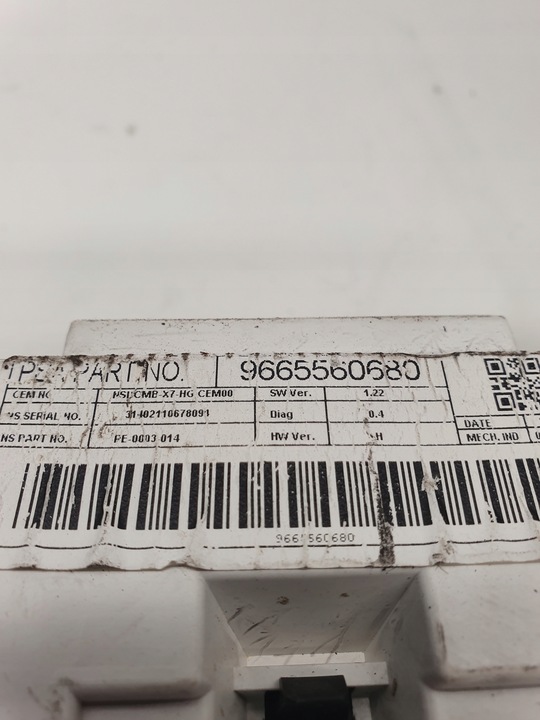 PART NO. 9665560680
CEM NO NSLCMB-X7-HG CEM00 SW Ver. 1.22
NS SERIAL NO. 31402110678091 Diag 0.4
NS PART NO. PE-0003 014 HW Ver. H
DATE
MECH. IND
9665560680